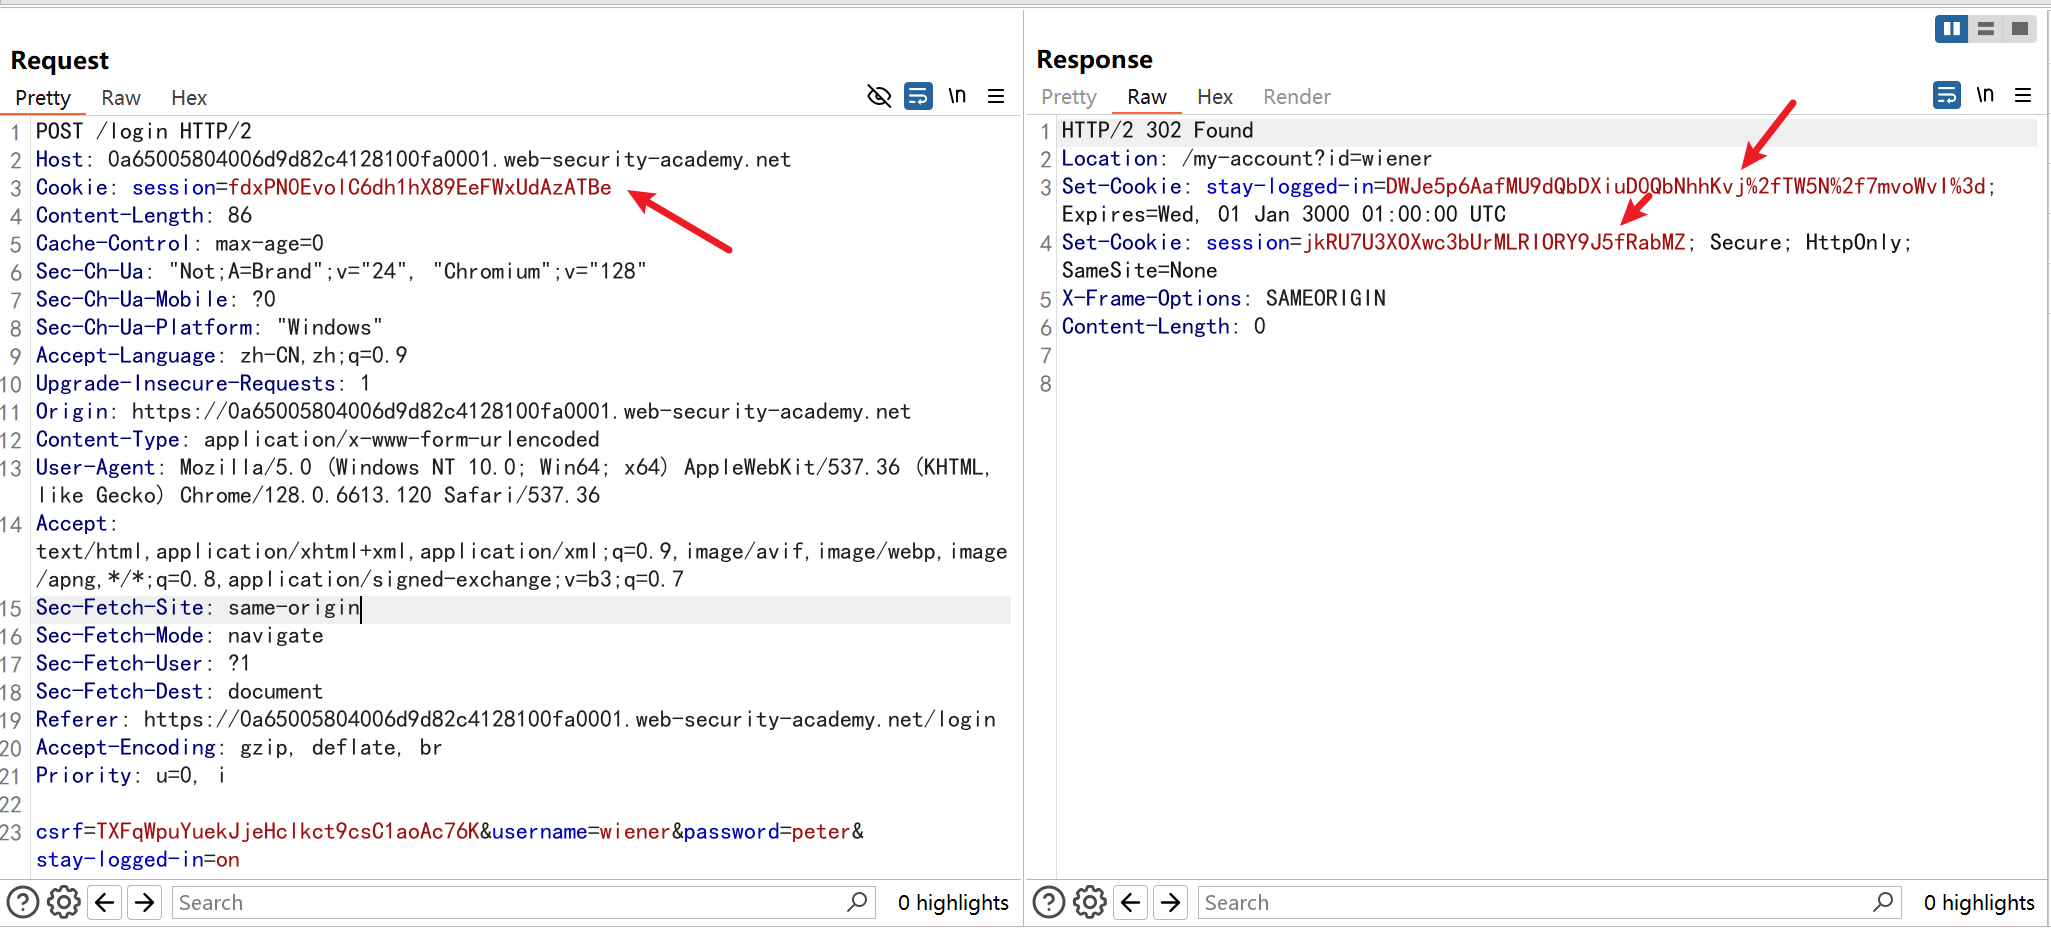 Request
Pretty Raw Hex \n
1 POST /login HTTP/2
2 Host: 0a65005804006d9d82c4128100fa0001.web-security-academy.net
3 Cookie: session=fdxPNOEvolC6dh1hX89EeFWxUdAzATBe
4 Content-Length: 86
5 Cache-Control: max-age=0
6 Sec-Ch-Ua: "Not;A=Brand";v="24", "Chromium";v="128"
7 Sec-Ch-Ua-Mobile: ?0
8 Sec-Ch-Ua-Platform: "Windows"
9 Accept-Language: zh-CN,zh;q=0.9
10 Upgrade-Insecure-Requests: 1
11 Origin: https://0a65005804006d9d82c4128100fa0001.web-security-academy.net
12 Content-Type: application/x-www-form-urlencoded
13 User-Agent: Mozilla/5.0 (Windows NT 10.0; Win64; x64) AppleWebKit/537.36 (KHTML,
like Gecko) Chrome/128.0.6613.120 Safari/537.36
14 Accept:
text/html,application/xhtml+xml,application/xml;q=0.9,image/avif,image/webp,image
/apng,*/*;q=0.8,application/signed-exchange;v=b3;q=0.7
15 Sec-Fetch-Site: same-origin
16 Sec-Fetch-Mode: navigate
17 Sec-Fetch-User: ?1
18 Sec-Fetch-Dest: document
19 Referer: https://0a65005804006d9d82c4128100fa0001.web-security-academy.net/login
20 Accept-Encoding: gzip, deflate, br
21 Priority: u=0, i
22
23 csrf=TXFqWpuYuekJjeHclkct9csC1aoAc76K&username=wiener&password=peter&
stay-logged-in=on
Search 0 highlights
Response
Pretty Raw Hex Render \n
1 HTTP/2 302 Found
2 Location: /my-account?id=wiener
3 Set-Cookie: stay-logged-in=DWJe5p6AafMU9dQbDXiuD0QbNhhKvj%2fTW5N%2f7mvoWvI%3d;
Expires=Wed, 01 Jan 3000 01:00:00 UTC
4 Set-Cookie: session=jkRU7U3XOXwc3bUrMLRIORY9J5fRabMZ; Secure; HttpOnly;
SameSite=None
5 X-Frame-Options: SAMEORIGIN
6 Content-Length: 0
7
8
Search 0 highlights